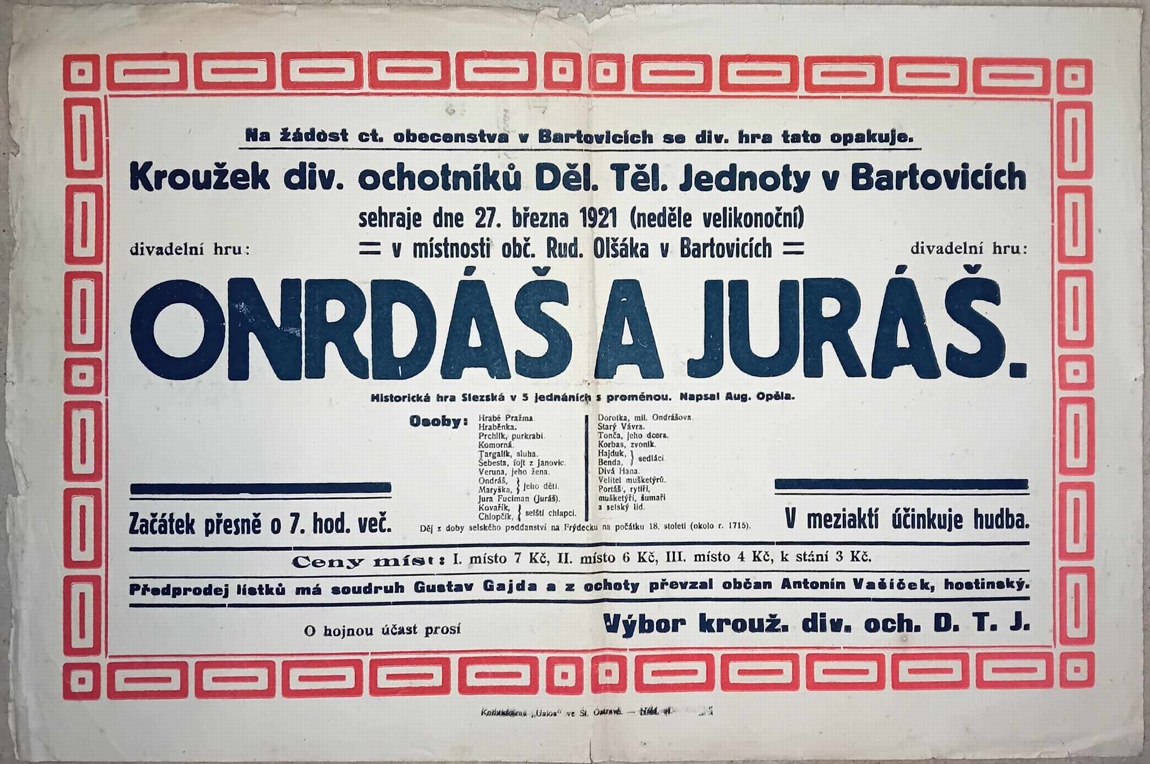 Na žádost ct. obecenstva v Bartovicích se div. hra tato opakuje.
Kroužek div. ochotníků Děl. Těl. Jednoty v Bartovicích
sehraje dne 27. března 1921 (neděle velikonoční)
divadelní hru: = v místnosti obč. Rud. Olšáka v Bartovicích = divadelní hru:
ONRDÁŠ A JURÁŠ.
Historická hra Slezská v 5 jednáních s proměnou. Napsal Aug. Opěla.
Osoby:
Hrabě Pražma.
Hraběnka.
Prchlík, purkrabí.
Komorná.
Targalík, sluha.
Šebesta, fojt z Janovic.
Veruna, jeho žena.
Ondráš,
Maryška, } jeho děti.
Jura Fuciman (Juráš).
Kovařík,
Chlopčík, } selští chlapci.
Dorotka, mil. Ondrášova.
Starý Vávra.
Tonča, jeho dcera.
Korbas, zvoník.
Hajduk,
Benda, } sedláci.
Divá Hana.
Velitel mušketýrů.
Portáš, rytíři,
mušketýři, šumaři
a selský lid.
Děj z doby selského poddanství na Frýdecku na počátku 18. století (okolo r. 1715).
Začátek přesně o 7. hod. več.
V meziaktí účinkuje hudba.
Ceny míst: I. místo 7 Kč, II. místo 6 Kč, III. místo 4 Kč, k stání 3 Kč.
Předprodej lístků má soudruh Gustav Gajda a z ochoty převzal občan Antonín Vašíček, hostinský.
O hojnou účast prosí Výbor krouž. div. och. D. T. J.
„Unios“ ve Sl. Ostravě. —